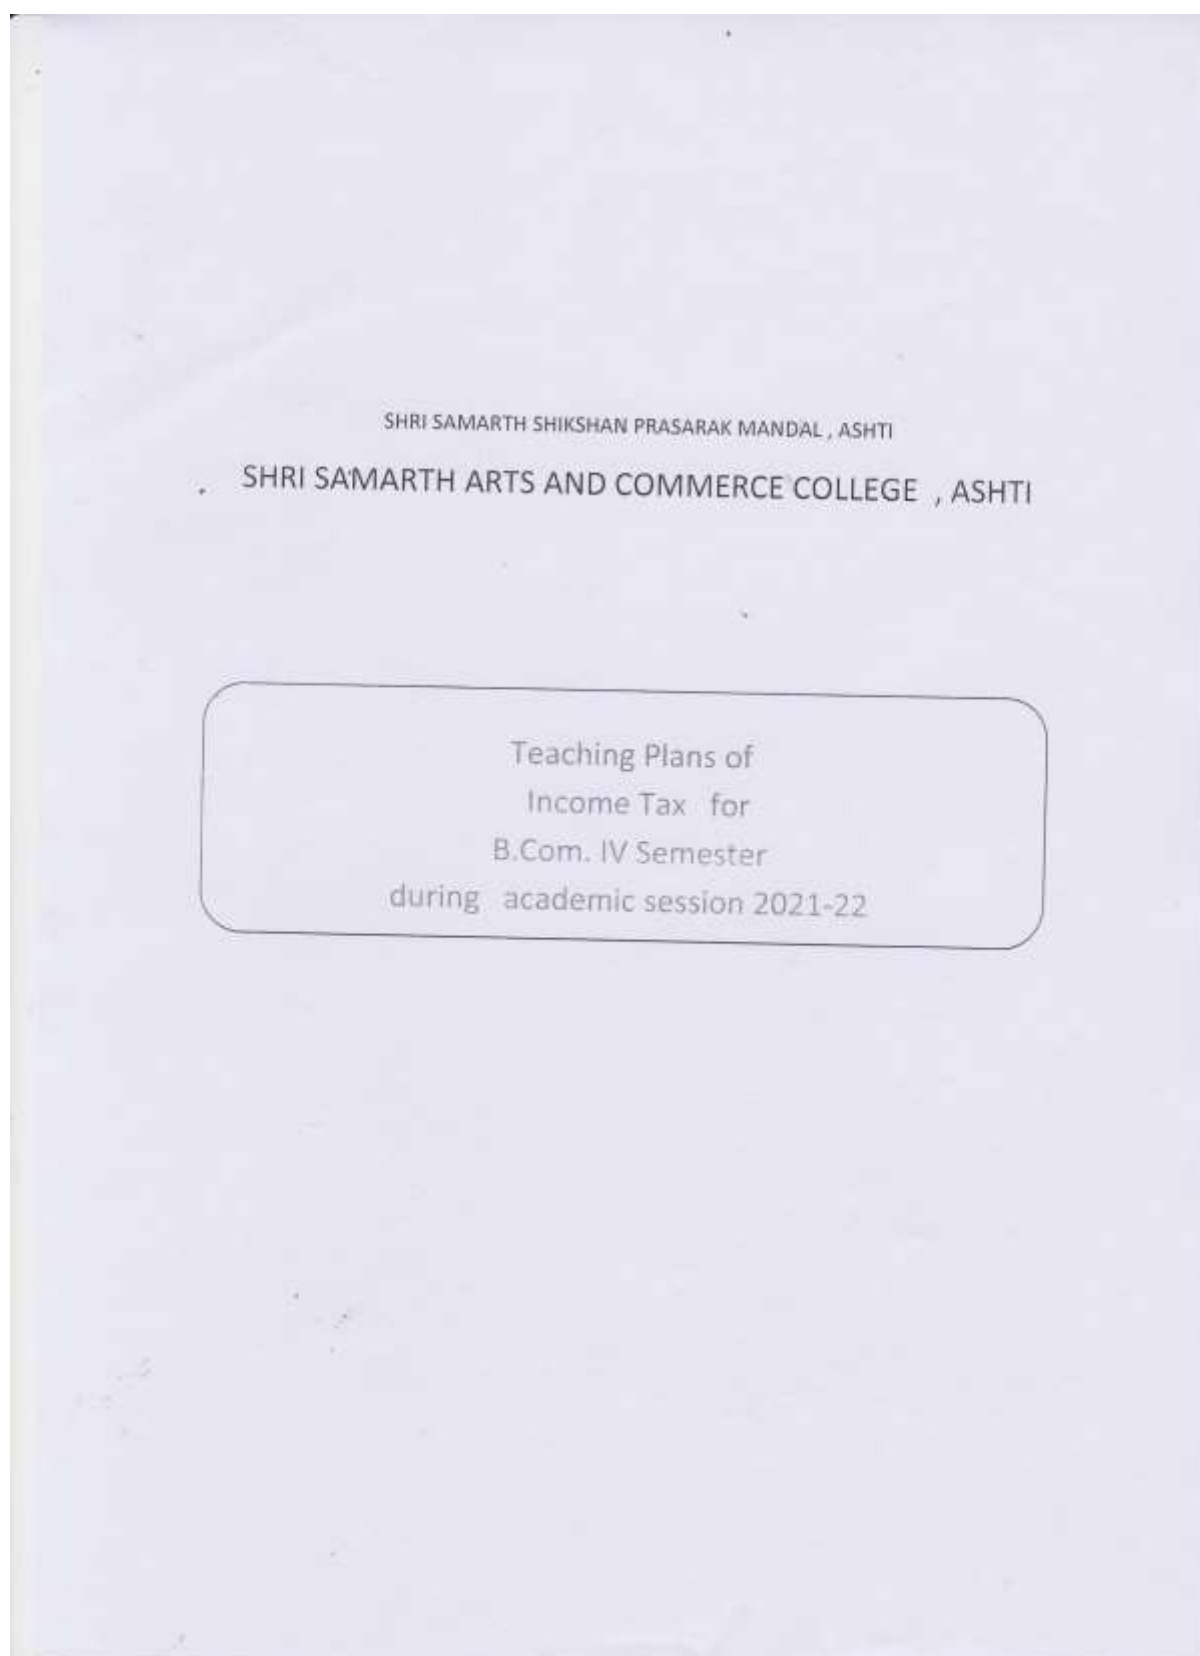 SHRI SAMARTH SHIKSHAN PRASARAK MANDAL , ASHTI
SHRI SAMARTH ARTS AND COMMERCE COLLEGE , ASHTI
Teaching Plans of
Income Tax for
B.Com. IV Semester
during academic session 2021-22